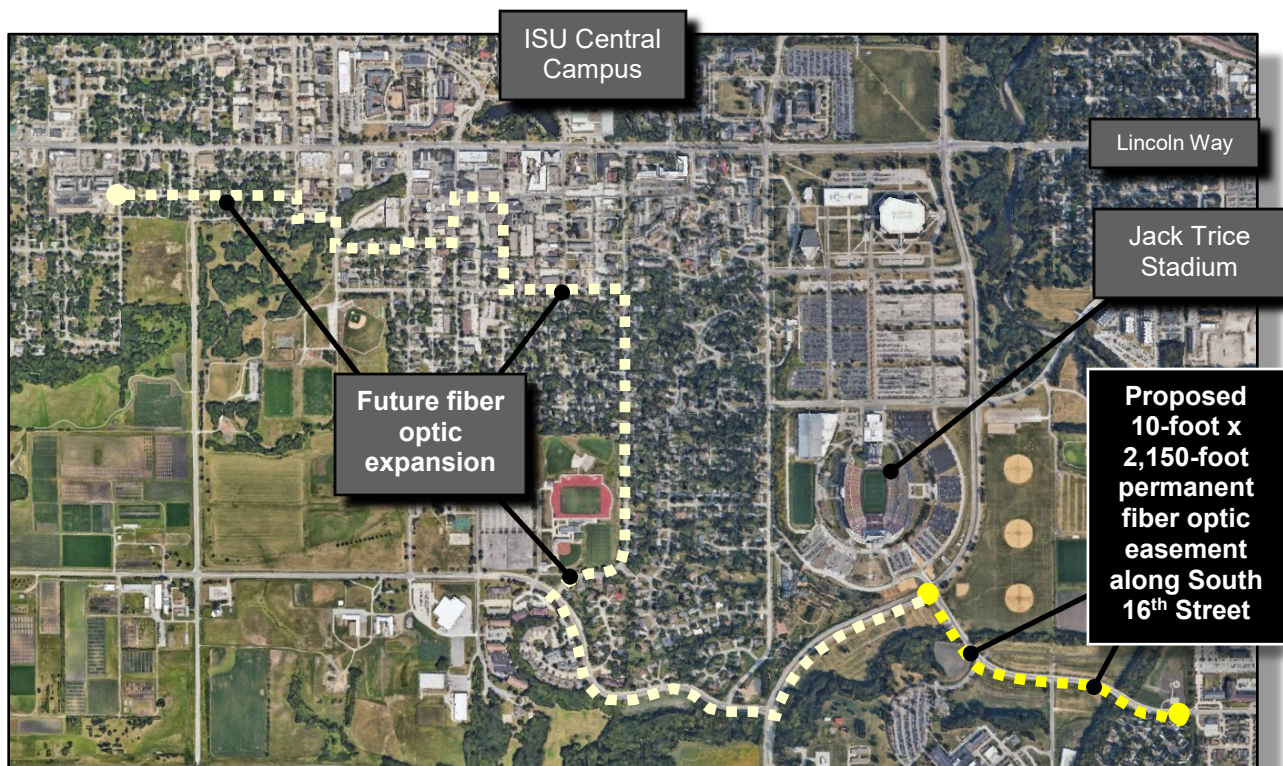 ISU Central
Campus
Lincoln Way
Jack Trice
Stadium
Future fiber
optic
expansion
Proposed
10-foot x
2,150-foot
permanent
fiber optic
easement
along South
16th Street